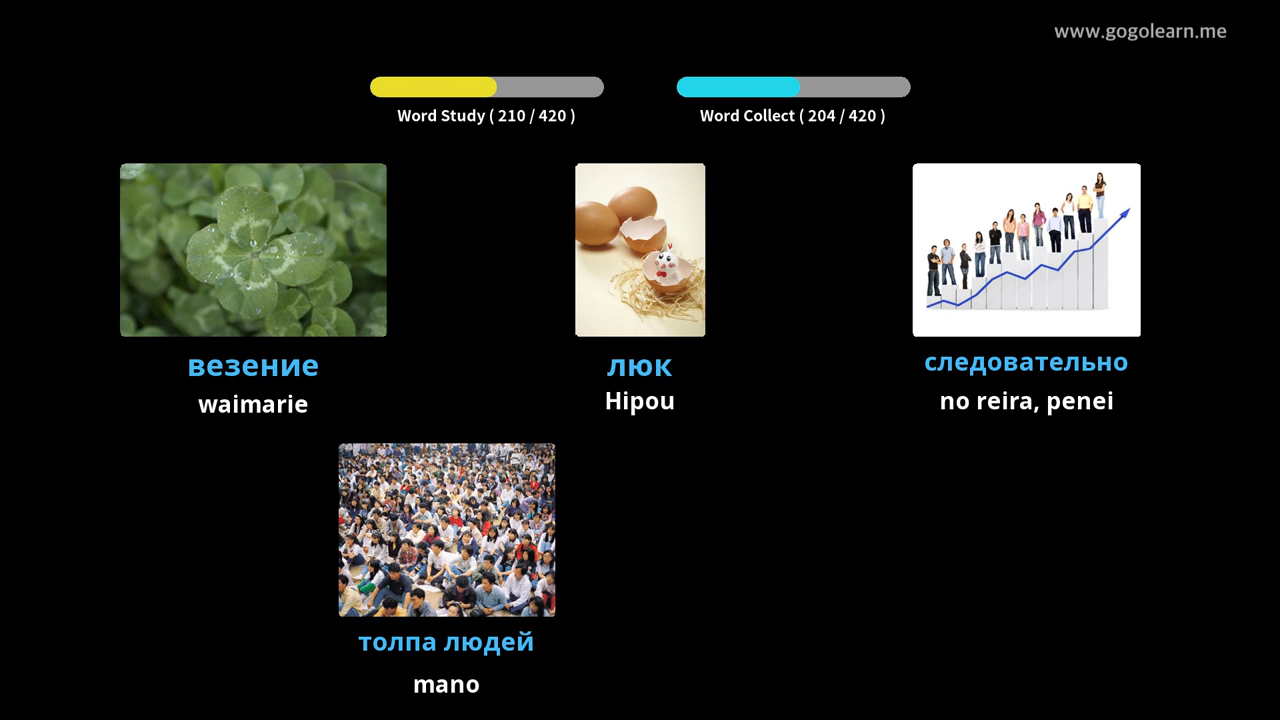 www.gogolearn.me
Word Study ( 210 / 420 )
Word Collect ( 204 / 420 )
везение
waimarie
люк
Hipou
следовательно
no reira, penei
толпа людей
mano